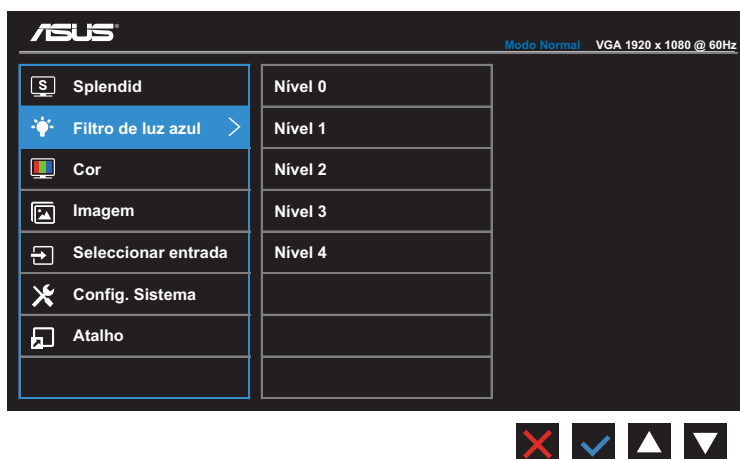 ASUS
Modo Normal VGA 1920 x 1080 @ 60Hz
S Splendid
Filtro de luz azul
Cor
Imagem
Seleccionar entrada
Config. Sistema
Atalho
Nível 0
Nível 1
Nível 2
Nível 3
Nível 4